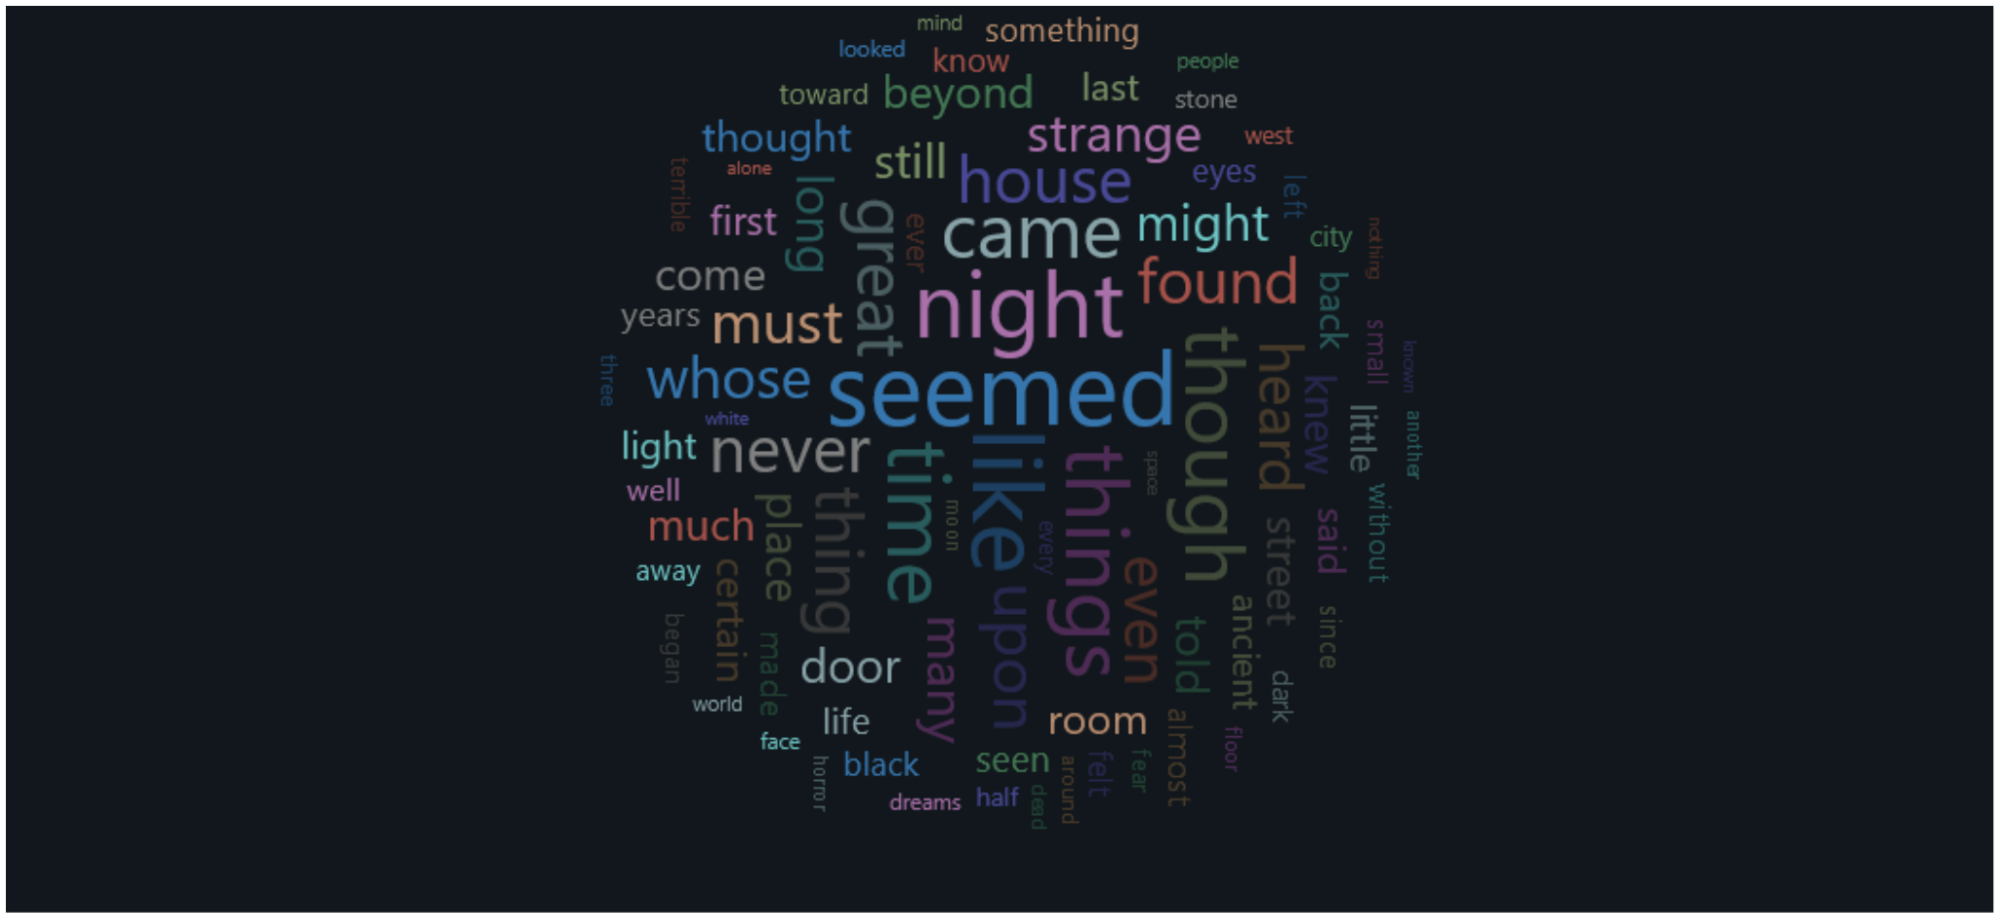 mind
something
looked
know
people
toward
beyond
last
stone
thought
strange
west
still
terrible
alone
long
house
eyes
left
first
great
ever
came
might
city
nothing
come
night
found
back
years
must
though
heard
small
known
three
whose
seemed
knew
white
little
another
light
never
time
like
things
space
well
thing
moon
every
without
much
place
street
said
away
certain
upon
even
ancient
since
began
made
door
many
told
dark
world
life
room
almost
floor
face
horror
black
seen
around
felt
fear
dreams
half
dead